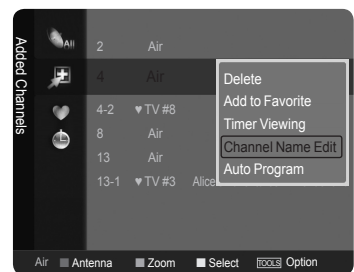 Added Channels
All
2 Air
4 Air
4-2 ♥ TV #8
8 Air
13 Air
13-1 ♥ TV #3 Alice
Delete
Add to Favorite
Timer Viewing
Channel Name Edit
Auto Program
Air Antenna Zoom Select TOOLS Option